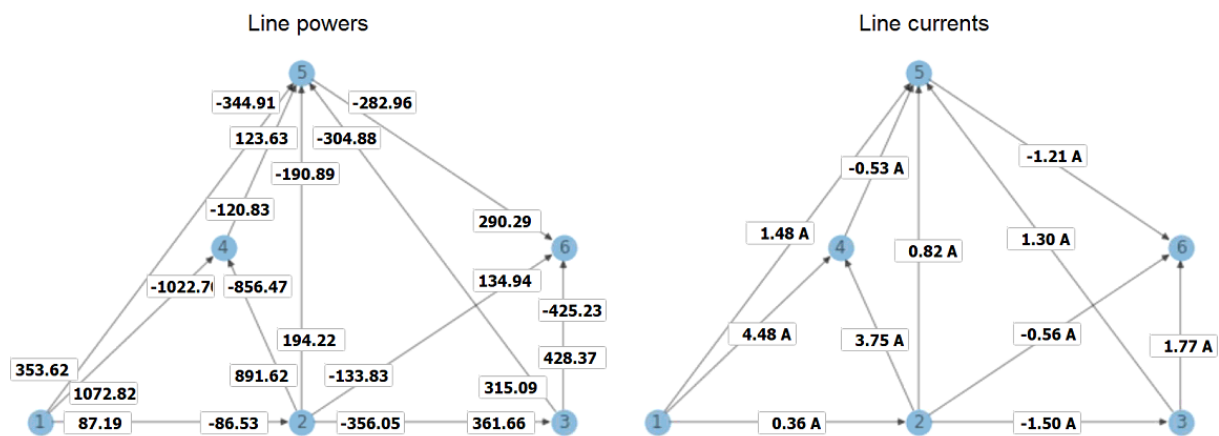 Line powers
Line currents
5
5
-344.91
-282.96
123.63
-304.88
-0.53 A
-1.21 A
-190.89
-120.83
290.29
1.48 A
0.82 A
1.30 A
4
6
4
6
-1022.7
-856.47
134.94
-425.23
4.48 A
3.75 A
-0.56 A
1.77 A
194.22
428.37
353.62
891.62
-133.83
315.09
1072.82
1
87.19
-86.53
2
-356.05
361.66
3
1
0.36 A
2
-1.50 A
3